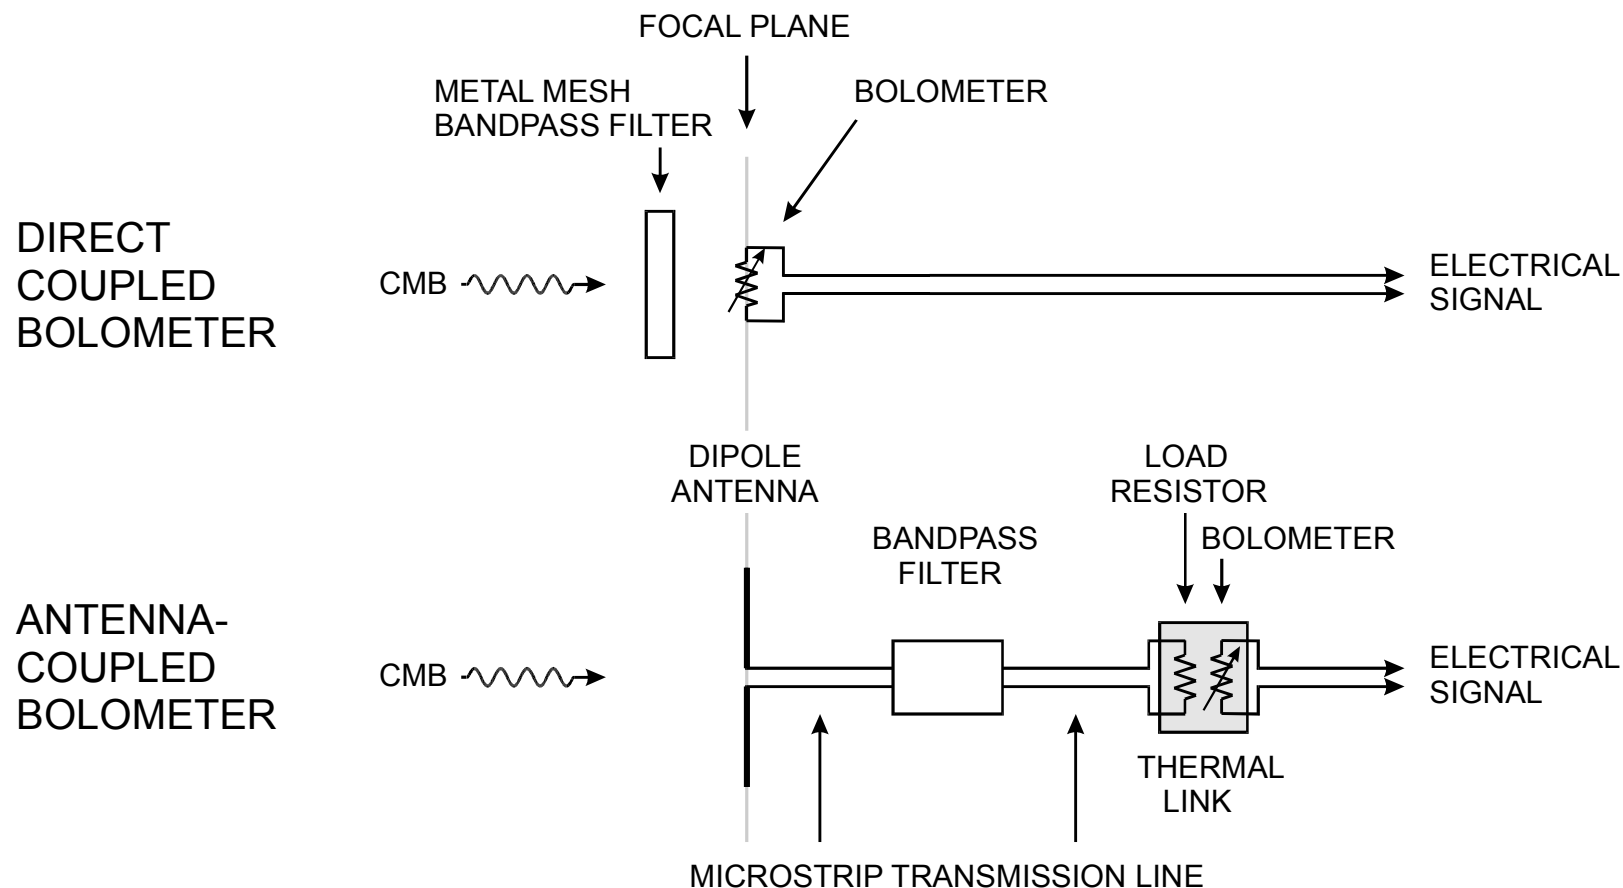 FOCAL PLANE
METAL MESH
BANDPASS FILTER
BOLOMETER
DIRECT
COUPLED
BOLOMETER
CMB
ELECTRICAL
SIGNAL
DIPOLE
ANTENNA
LOAD
RESISTOR
BANDPASS
FILTER
BOLOMETER
ANTENNA-
COUPLED
BOLOMETER
CMB
ELECTRICAL
SIGNAL
THERMAL
LINK
MICROSTRIP TRANSMISSION LINE